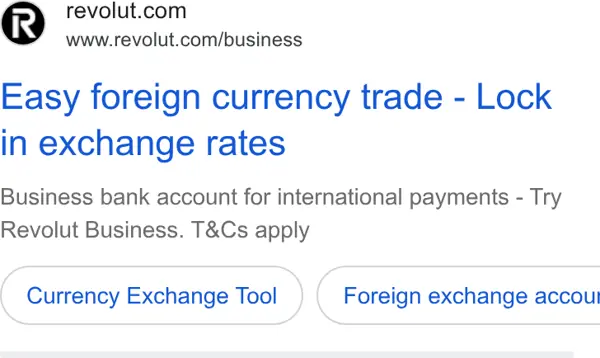 revolut.com
www.revolut.com/business
Easy foreign currency trade - Lock
in exchange rates
Business bank account for international payments - Try
Revolut Business. T&Cs apply
Currency Exchange Tool
Foreign exchange